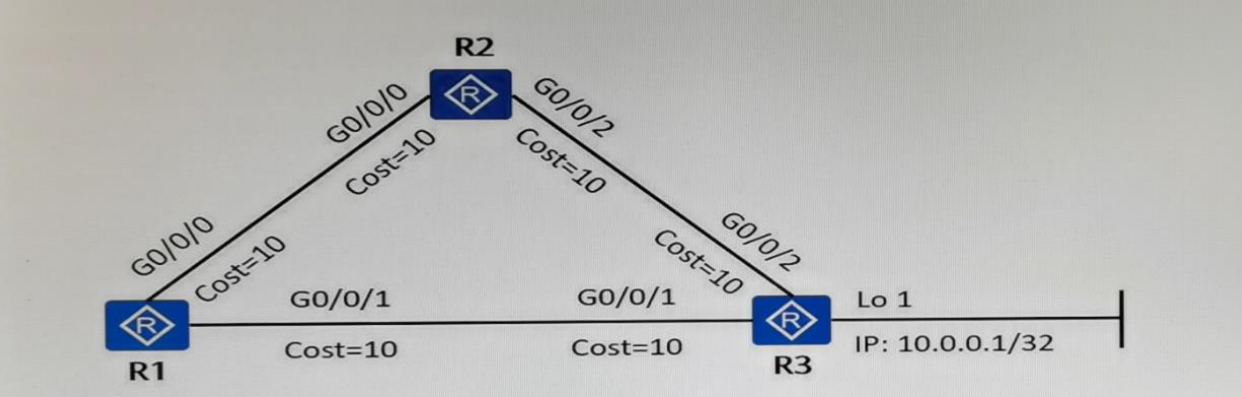 R2
R
G0/0/0
G0/0/2
Cost=10
Cost=10
G0/0/0
G0/0/2
Cost=10
Cost=10
G0/0/1
G0/0/1
Lo 1
R
R
Cost=10
Cost=10
IP: 10.0.0.1/32
R1
R3